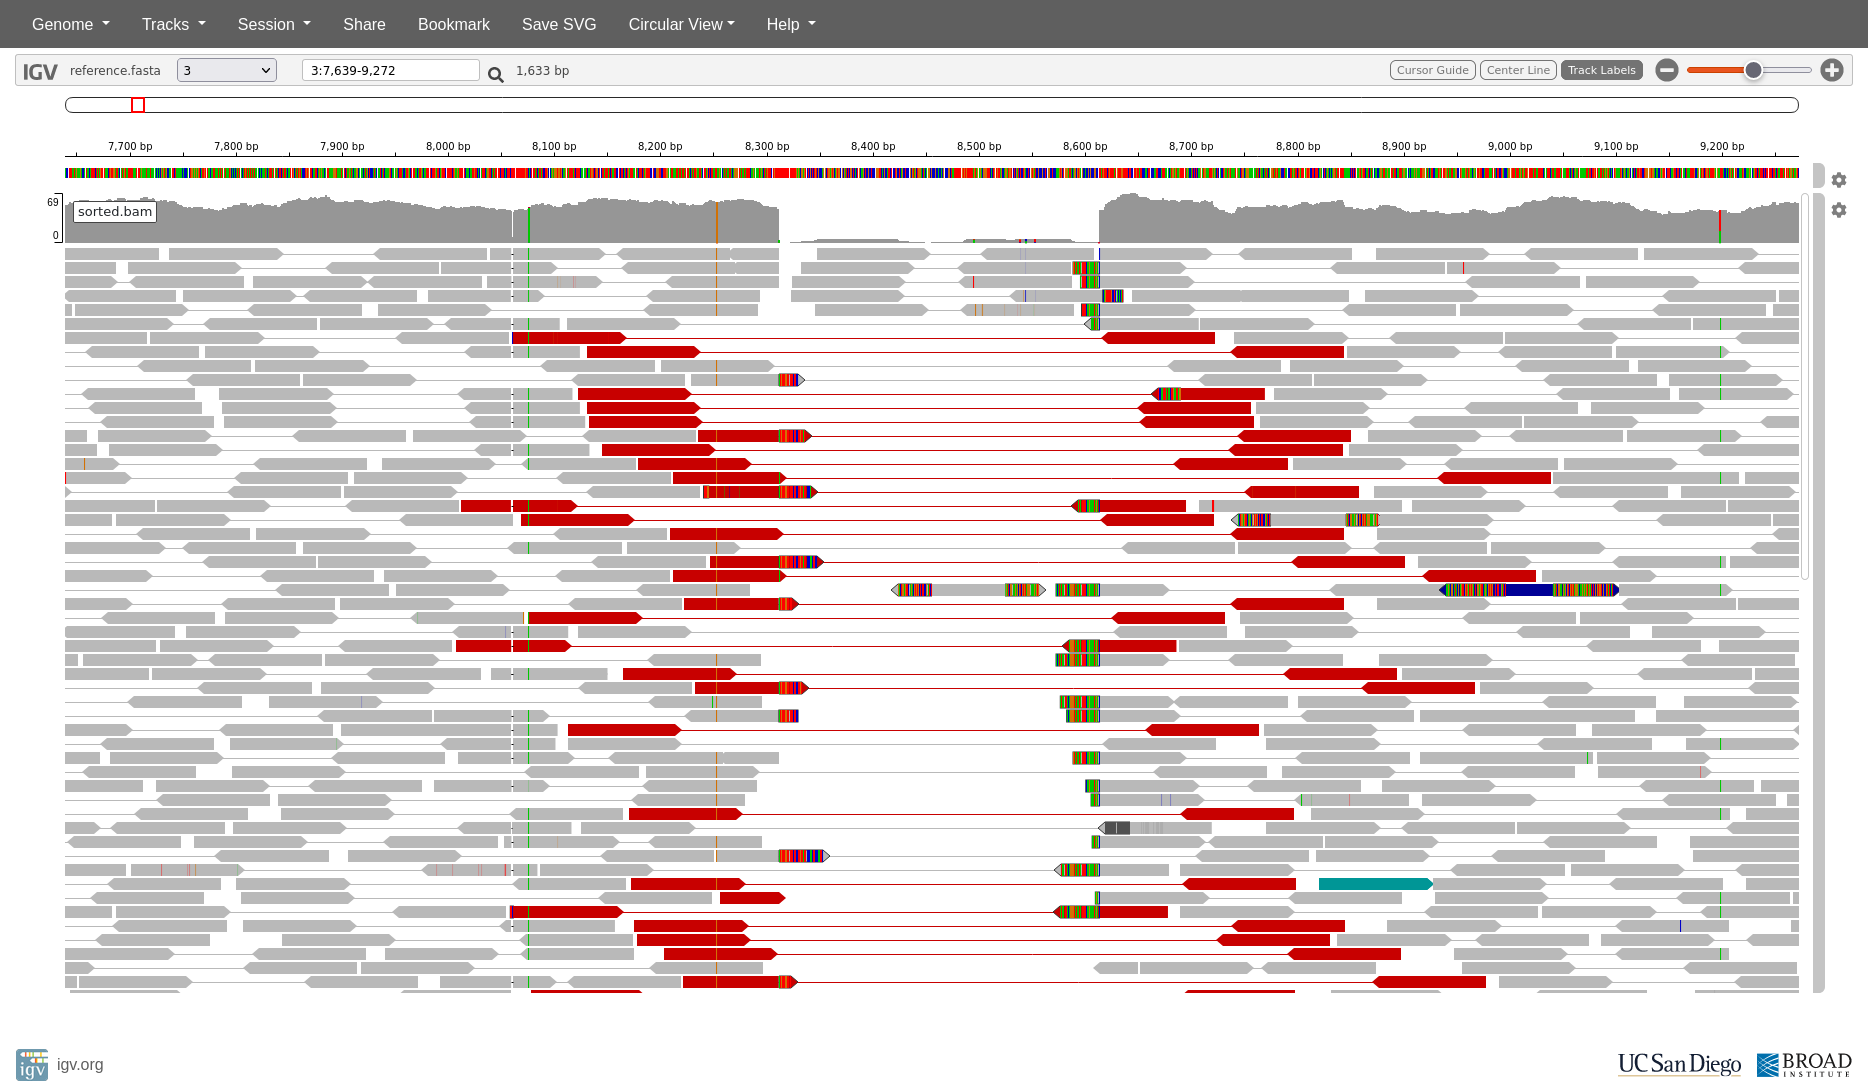 Genome Tracks Session Share Bookmark Save SVG Circular View Help
IGV reference.fasta 3 3:7,639-9,272 1,633 bp Cursor Guide Center Line Track Labels
7,700 bp 7,800 bp 7,900 bp 8,000 bp 8,100 bp 8,200 bp 8,300 bp 8,400 bp 8,500 bp 8,600 bp 8,700 bp 8,800 bp 8,900 bp 9,000 bp 9,100 bp 9,200 bp
69
sorted.bam
0
igv igv.org UC San Diego BROAD
INSTITUTE